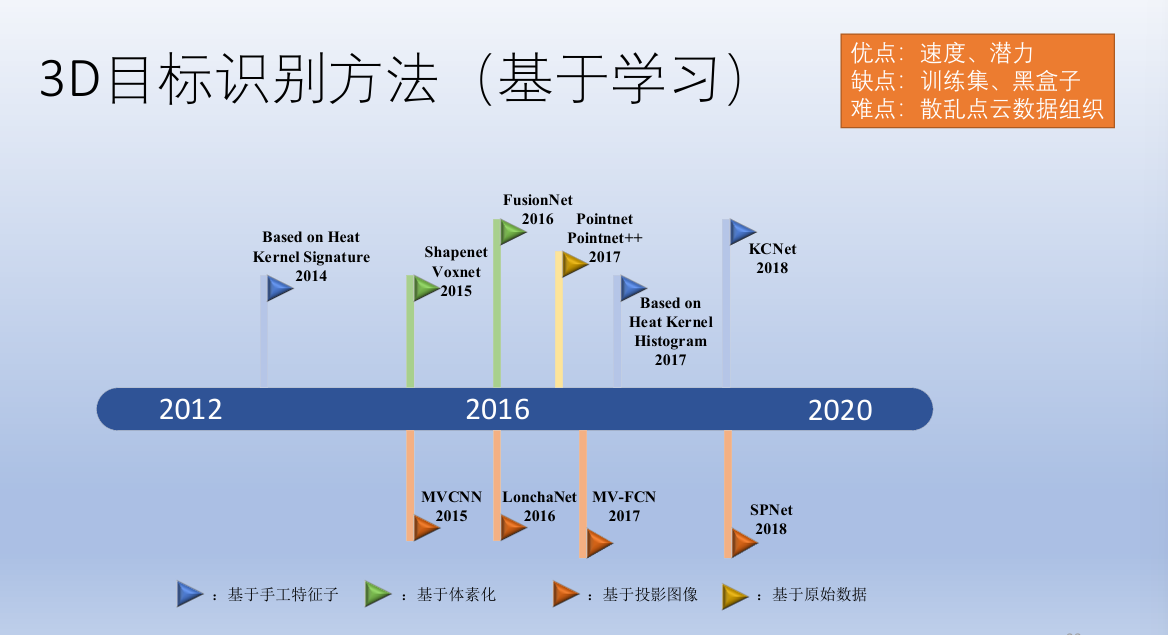 3D目标识别方法（基于学习）
优点： 速度、潜力
缺点： 训练集、黑盒子
难点： 散乱点云数据组织
Based on Heat
Kernel Signature
2014
Shapenet
Voxnet
2015
FusionNet
2016
Pointnet
Pointnet++
2017
Based on
Heat Kernel
Histogram
2017
KCNet
2018
2012
2016
2020
MVCNN
2015
LonchaNet
2016
MV-FCN
2017
SPNet
2018
：基于手工特征子
：基于体素化
：基于投影图像
：基于原始数据